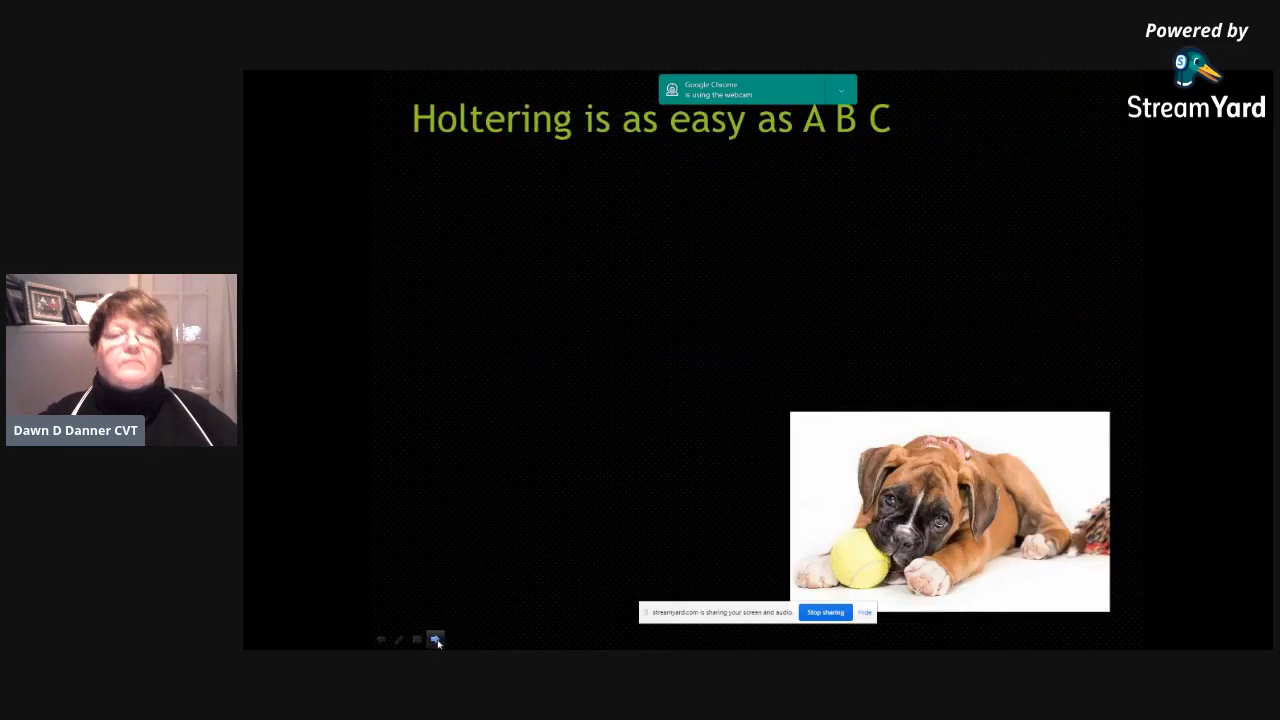 Powered by
StreamYard
Google Chrome
is using the webcam
Holtering is as easy as A B C
Dawn D Danner CVT
streamyard.com is sharing your screen and audio.
Stop sharing
Hide